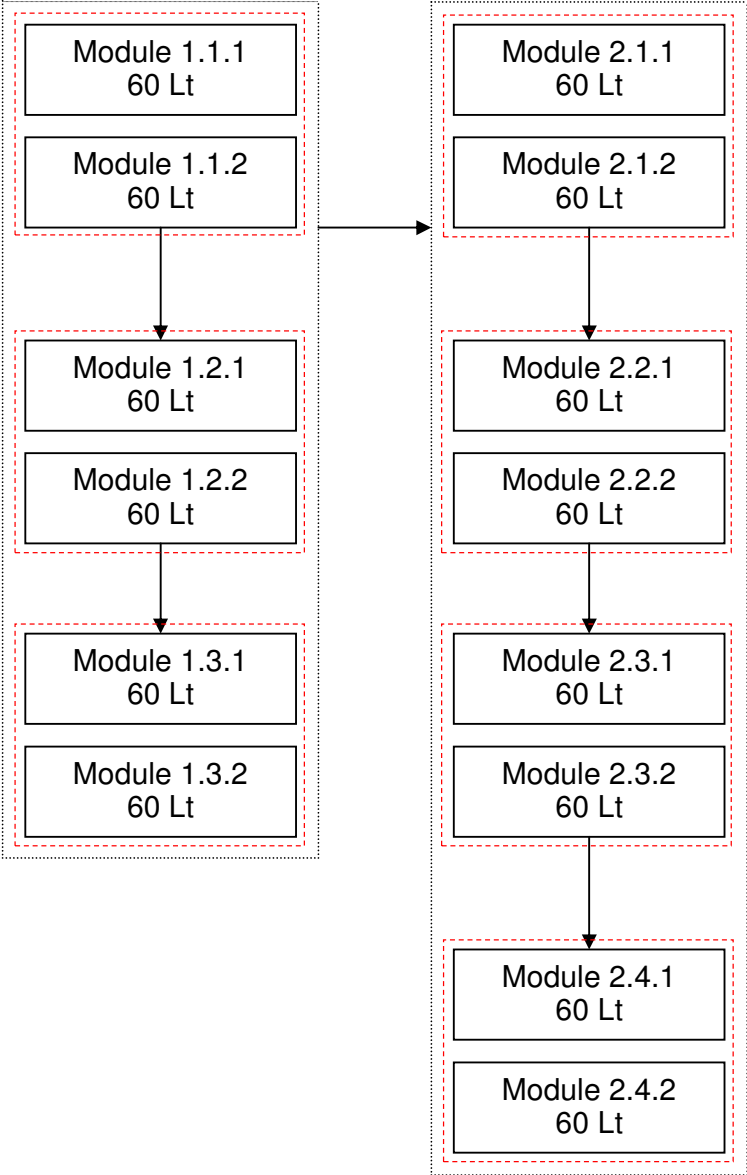 Module 1.1.1
60 Lt
Module 1.1.2
60 Lt
Module 1.2.1
60 Lt
Module 1.2.2
60 Lt
Module 1.3.1
60 Lt
Module 1.3.2
60 Lt
Module 2.1.1
60 Lt
Module 2.1.2
60 Lt
Module 2.2.1
60 Lt
Module 2.2.2
60 Lt
Module 2.3.1
60 Lt
Module 2.3.2
60 Lt
Module 2.4.1
60 Lt
Module 2.4.2
60 Lt